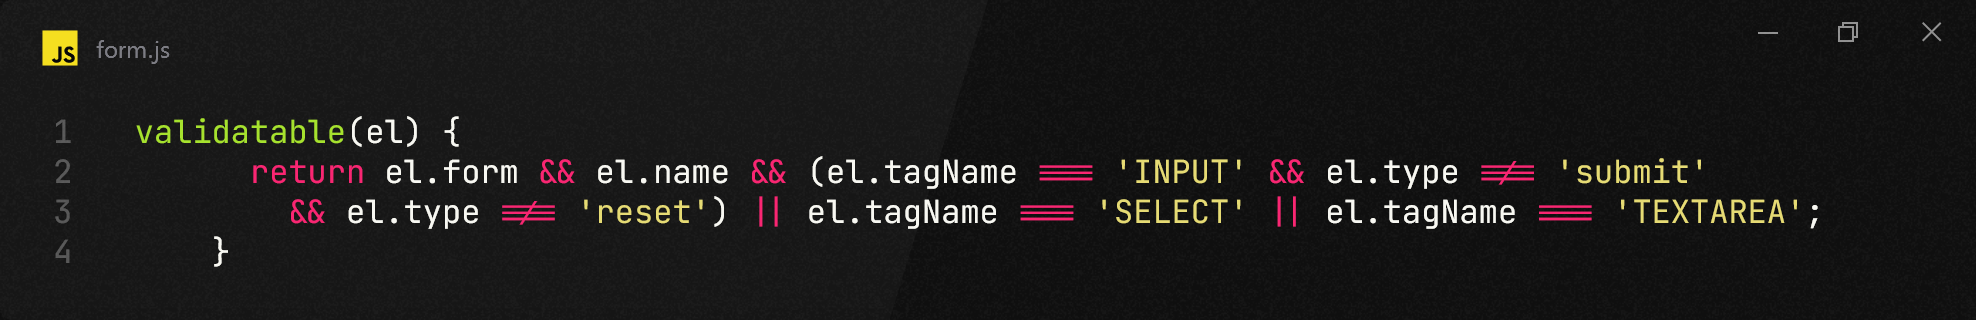 JS form.js
1 validatable(el) {
2 return el.form && el.name && (el.tagName === 'INPUT' && el.type !== 'submit'
3 && el.type !== 'reset') || el.tagName === 'SELECT' || el.tagName === 'TEXTAREA';
4 }